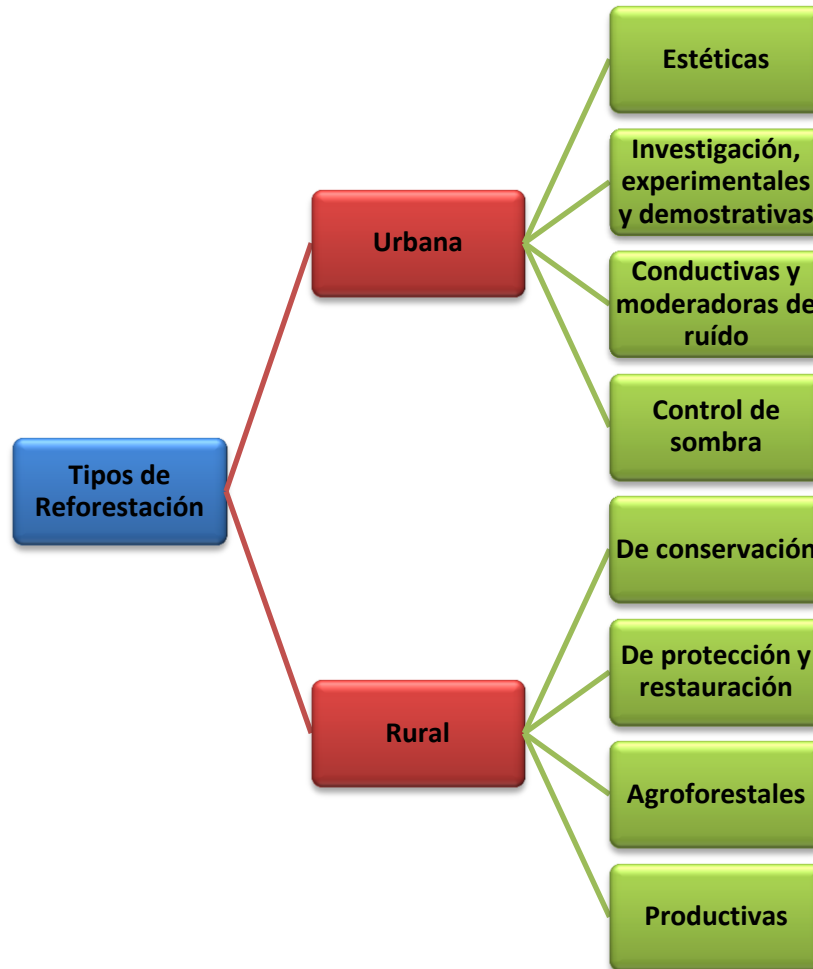 Estéticas
Investigación,
experimentales
y demostrativas
Urbana
Conductivas y
moderadoras de
ruído
Control de
sombra
Tipos de
Reforestación
De conservación
De protección y
restauración
Rural
Agroforestales
Productivas